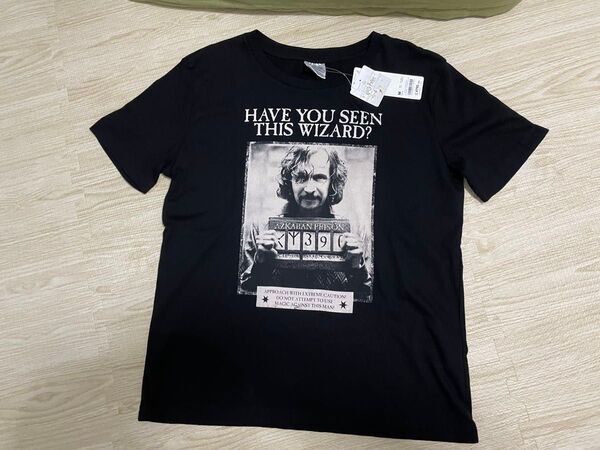 HAVE YOU SEEN
THIS WIZARD?
AZKABAN PRISON
390
APPROACH WITH EXTREME CAUTION!
DO NOT ATTEMPT TO USE
MAGIC AGAINST THIS MAN!